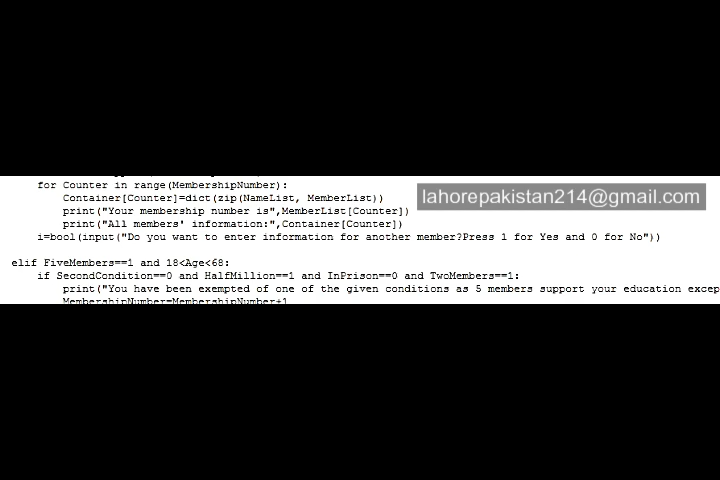 for Counter in range(MembershipNumber):
Container[Counter]=dict(zip(NameList, MemberList))
lahorepakistan214@gmail.com
print("Your membership number is",MemberList[Counter])
print("All members' information:",Container[Counter])
i=bool(input("Do you want to enter information for another member?Press 1 for Yes and 0 for No"))
elif FiveMembers==1 and 18<Age<68:
if SecondCondition==0 and HalfMillion==1 and InPrison==0 and TwoMembers==1:
print("You have been exempted of one of the given conditions as 5 members support your education excep
MembershipNumber=MembershipNumber+1